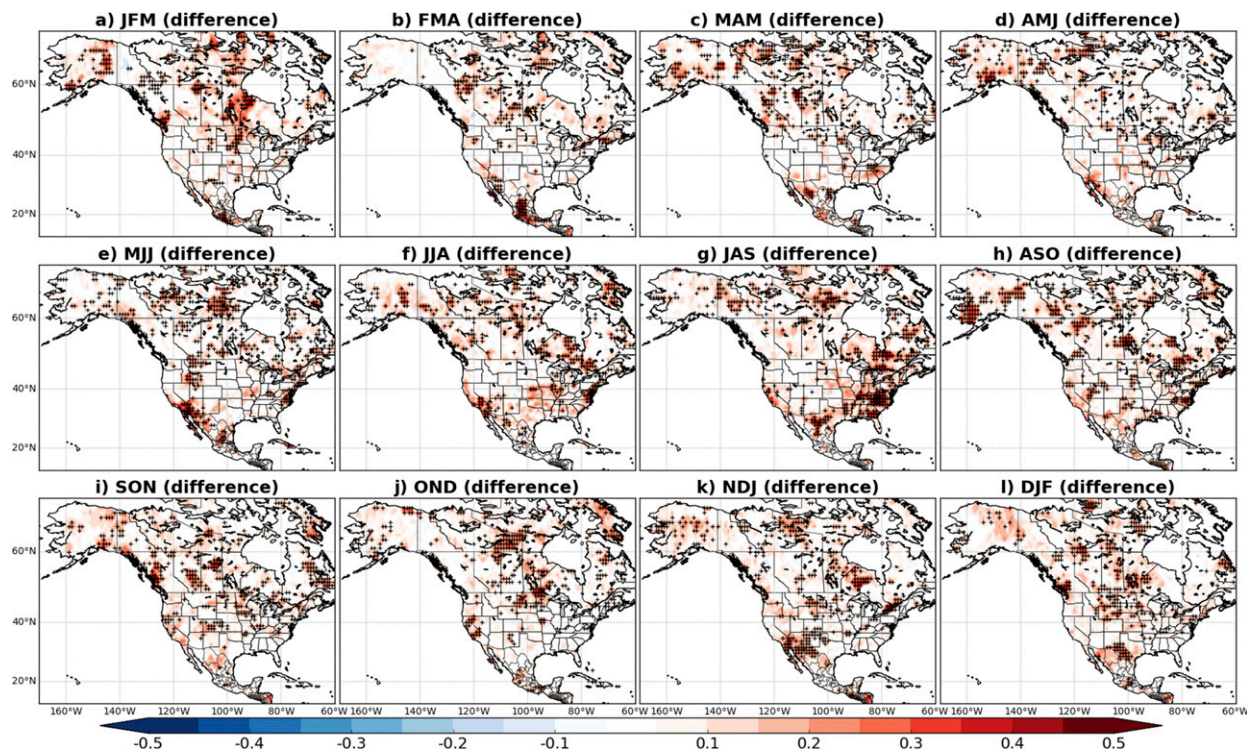 a) JFM (difference) b) FMA (difference) c) MAM (difference) d) AMJ (difference)
60°N
40°N
20°N
e) MJJ (difference) f) JJA (difference) g) JAS (difference) h) ASO (difference)
60°N
40°N
20°N
i) SON (difference) j) OND (difference) k) NDJ (difference) l) DJF (difference)
60°N
40°N
20°N
160°W 140°W 120°W 100°W 80°W 60°W 160°W 140°W 120°W 100°W 80°W 60°W 160°W 140°W 120°W 100°W 80°W 60°W 160°W 140°W 120°W 100°W 80°W 60°W
-0.5 -0.4 -0.3 -0.2 -0.1 0.1 0.2 0.3 0.4 0.5